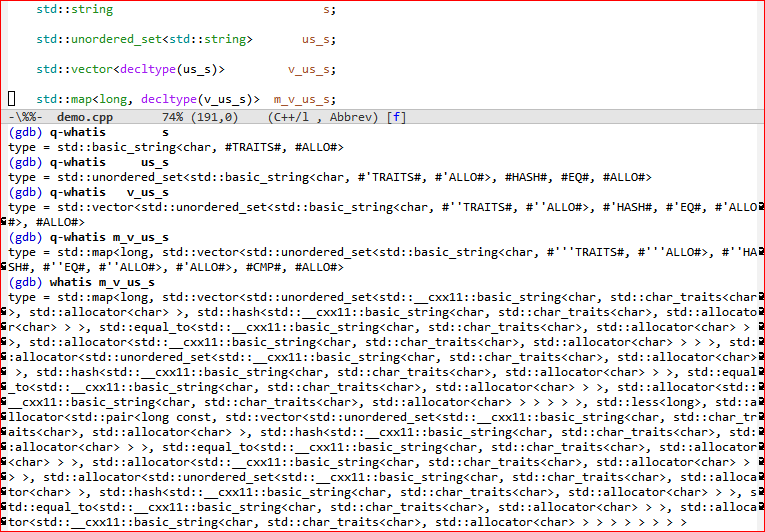 std::string                            s;
std::unordered_set<std::string>       us_s;
std::vector<decltype(us_s)>         v_us_s;
std::map<long, decltype(v_us_s)>  m_v_us_s;
-\%%-  demo.cpp       74% (191,0)    (C++/l , Abbrev) [f]
(gdb) q-whatis        s
type = std::basic_string<char, #TRAITS#, #ALLO#>
(gdb) q-whatis     us_s
type = std::unordered_set<std::basic_string<char, #'TRAITS#, #'ALLO#>, #HASH#, #EQ#, #ALLO#>
(gdb) q-whatis   v_us_s
type = std::vector<std::unordered_set<std::basic_string<char, #''TRAITS#, #''ALLO#>, #'HASH#, #'EQ#, #'ALLO
#>, #ALLO#>
(gdb) q-whatis m_v_us_s
type = std::map<long, std::vector<std::unordered_set<std::basic_string<char, #'''TRAITS#, #'''ALLO#>, #''HA
SH#, #''EQ#, #''ALLO#>, #'ALLO#>, #CMP#, #ALLO#>
(gdb) whatis m_v_us_s
type = std::map<long, std::vector<std::unordered_set<std::__cxx11::basic_string<char, std::char_traits<char
>, std::allocator<char> >, std::hash<std::__cxx11::basic_string<char, std::char_traits<char>, std::allocato
r<char> > >, std::equal_to<std::__cxx11::basic_string<char, std::char_traits<char>, std::allocator<char> >
>, std::allocator<std::__cxx11::basic_string<char, std::char_traits<char>, std::allocator<char> > > >, std:
:allocator<std::unordered_set<std::__cxx11::basic_string<char, std::char_traits<char>, std::allocator<char>
 >, std::hash<std::__cxx11::basic_string<char, std::char_traits<char>, std::allocator<char> > >, std::equal
_to<std::__cxx11::basic_string<char, std::char_traits<char>, std::allocator<char> > >, std::allocator<std::
__cxx11::basic_string<char, std::char_traits<char>, std::allocator<char> > > > > >, std::less<long>, std::a
llocator<std::pair<long const, std::vector<std::unordered_set<std::__cxx11::basic_string<char, std::char_tr
aits<char>, std::allocator<char> >, std::hash<std::__cxx11::basic_string<char, std::char_traits<char>, std:
:allocator<char> > >, std::equal_to<std::__cxx11::basic_string<char, std::char_traits<char>, std::allocator
<char> > >, std::allocator<std::__cxx11::basic_string<char, std::char_traits<char>, std::allocator<char> >
> >, std::allocator<std::unordered_set<std::__cxx11::basic_string<char, std::char_traits<char>, std::alloca
tor<char> >, std::hash<std::__cxx11::basic_string<char, std::char_traits<char>, std::allocator<char> > >, s
td::equal_to<std::__cxx11::basic_string<char, std::char_traits<char>, std::allocator<char> > >, std::alloca
tor<std::__cxx11::basic_string<char, std::char_traits<char>, std::allocator<char> > > > > > > >